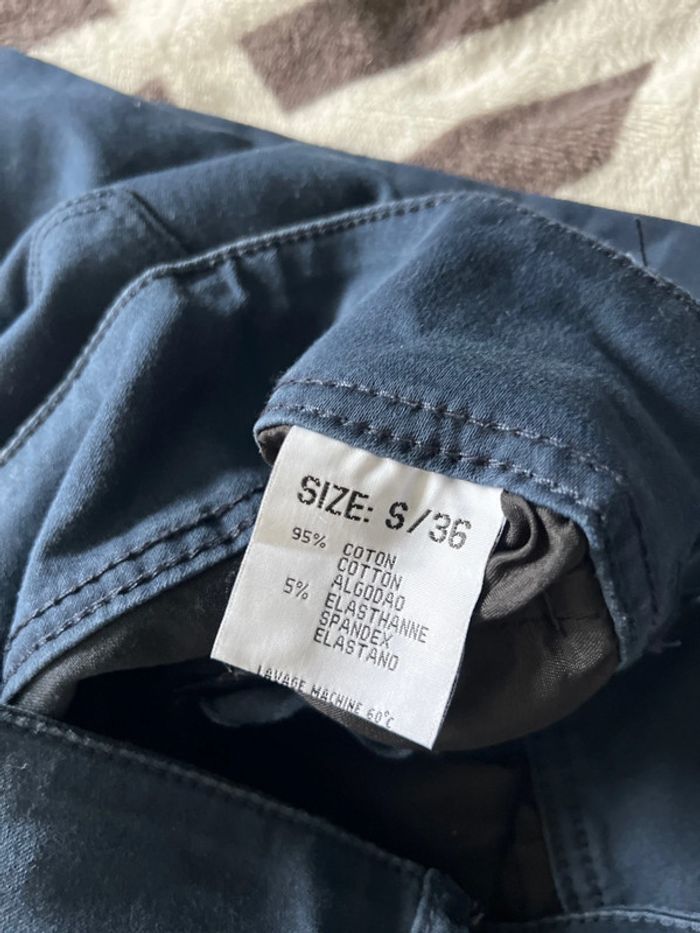 SIZE: S/36
95% COTON
COTTON
ALGODAO
5% ELASTHANNE
SPANDEX
ELASTANO
LAVAGE MACHINE 60°C